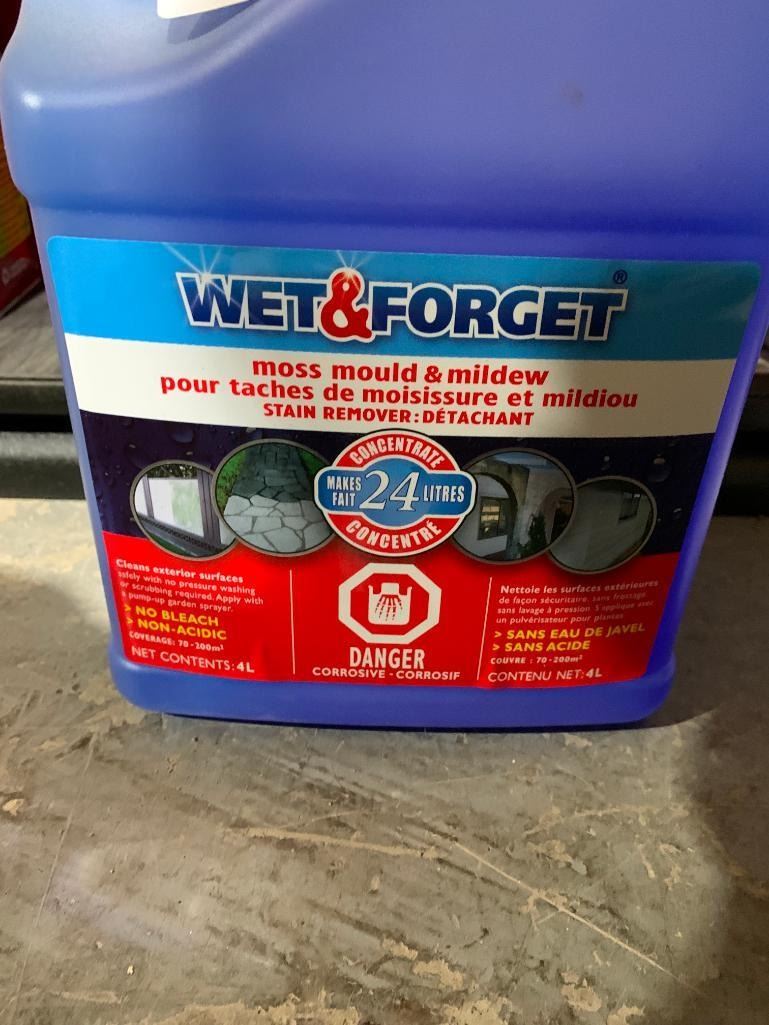 WET&FORGET®
moss mould & mildew
pour taches de moisissure et mildiou
STAIN REMOVER: DÉTACHANT
CONCENTRATE
MAKES
FAIT
24 LITRES
CONCENTRÉ
Cleans exterior surfaces
safely with no pressure washing
or scrubbing required. Apply with
a pump-up garden sprayer.
> NO BLEACH
> NON-ACIDIC
COVERAGE: 70-200m²
NET CONTENTS: 4L
DANGER
CORROSIVE - CORROSIF
Nettoie les surfaces extérieures
de façon sécuritaire, sans frossage,
sans lavage à pression. S'applique avec
un pulvérisateur pour plantes
> SANS EAU DE JAVEL
> SANS ACIDE
COUVRE : 70-200m²
CONTENU NET: 4L